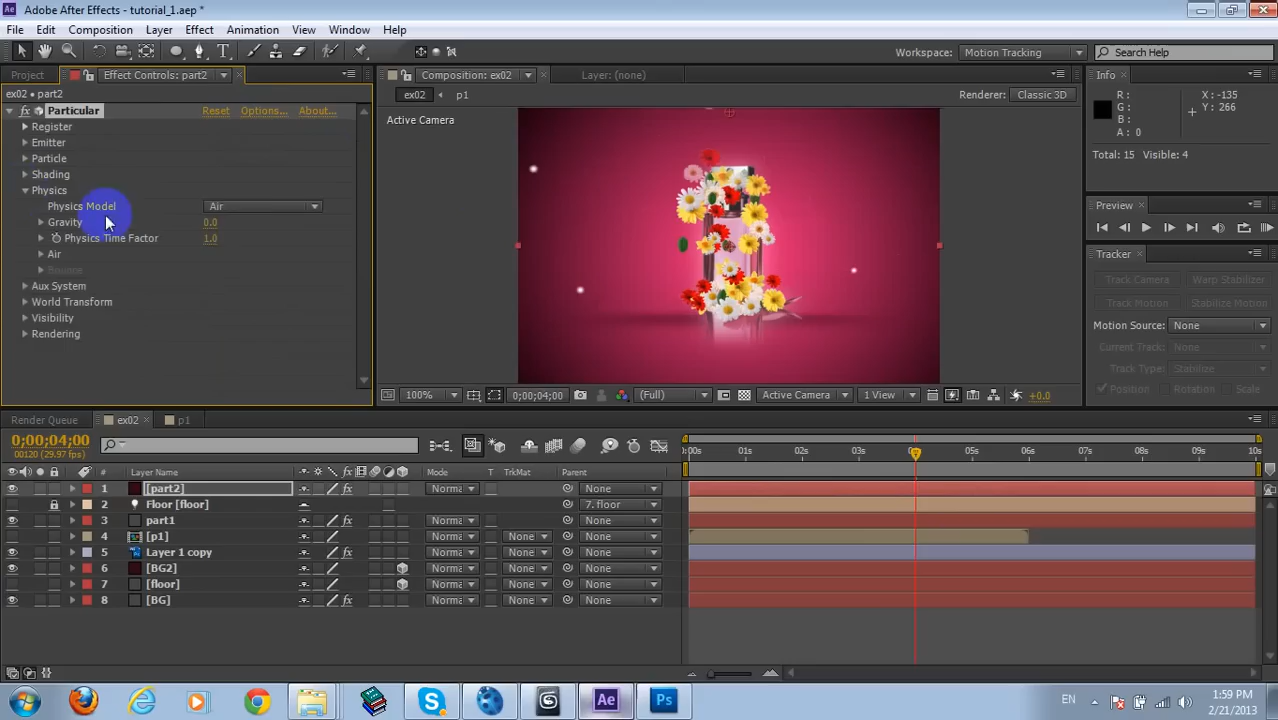 Adobe After Effects - tutorial_1.aep *
File Edit Composition Layer Effect Animation View Window Help
Workspace: Motion Tracking Search Help
Project Effect Controls: part2 Composition: ex02 Layer: (none) Info
ex02 • part2 ex02 p1 Renderer: Classic 3D
Particular Reset Options... About...
Active Camera
R: X: -135
G: Y: 266
B:
A: 0
Total: 15 Visible: 4
Register
Emitter
Particle
Shading
Physics
Physics Model Air
Gravity 0.0
Physics Time Factor 1.0
Air
Bounce
Aux System
World Transform
Visibility
Rendering
Preview
Tracker
Track Camera Warp Stabilizer
Track Motion Stabilize Motion
Motion Source: None
Current Track: None
Track Type: Stabilize
Position Rotation Scale
100% 0;00;04;00 (Full) Active Camera 1 View +0.0
Render Queue ex02 p1
0;00;04;00
00120 (29.97 fps)
:00s 01s 02s 03s 05s 06s 07s 08s 09s 10s
# Layer Name Mode T TrkMat Parent
1 [part2] Norma None
2 Floor [floor] 7. floor
3 part1 Norma None
4 [p1] Norma None None
5 Layer 1 copy Norma None None
6 [BG2] Norma None None
7 [floor] Norma None None
8 [BG] Norma None None
EN 1:59 PM
2/21/2013